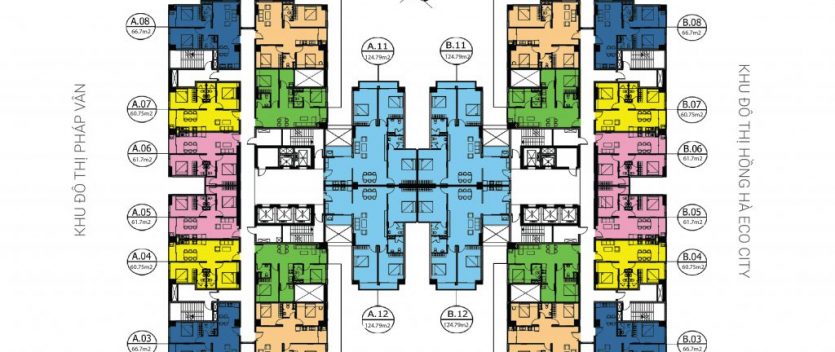 A.08
66.7m2
A.11
124.79m2
B.11
124.79m2
B.08
66.7m2
A.07
60.75m2
B.07
60.75m2
A.06
61.7m2
B.06
61.7m2
KHU ĐÔ THỊ PHÁP VÂN
KHU ĐÔ THỊ HỒNG HÀ ECO CITY
A.05
61.7m2
B.05
61.7m2
A.04
60.75m2
B.04
60.75m2
A.12
124.79m2
B.12
124.79m2
A.03
66.7m2
B.03
66.7m2